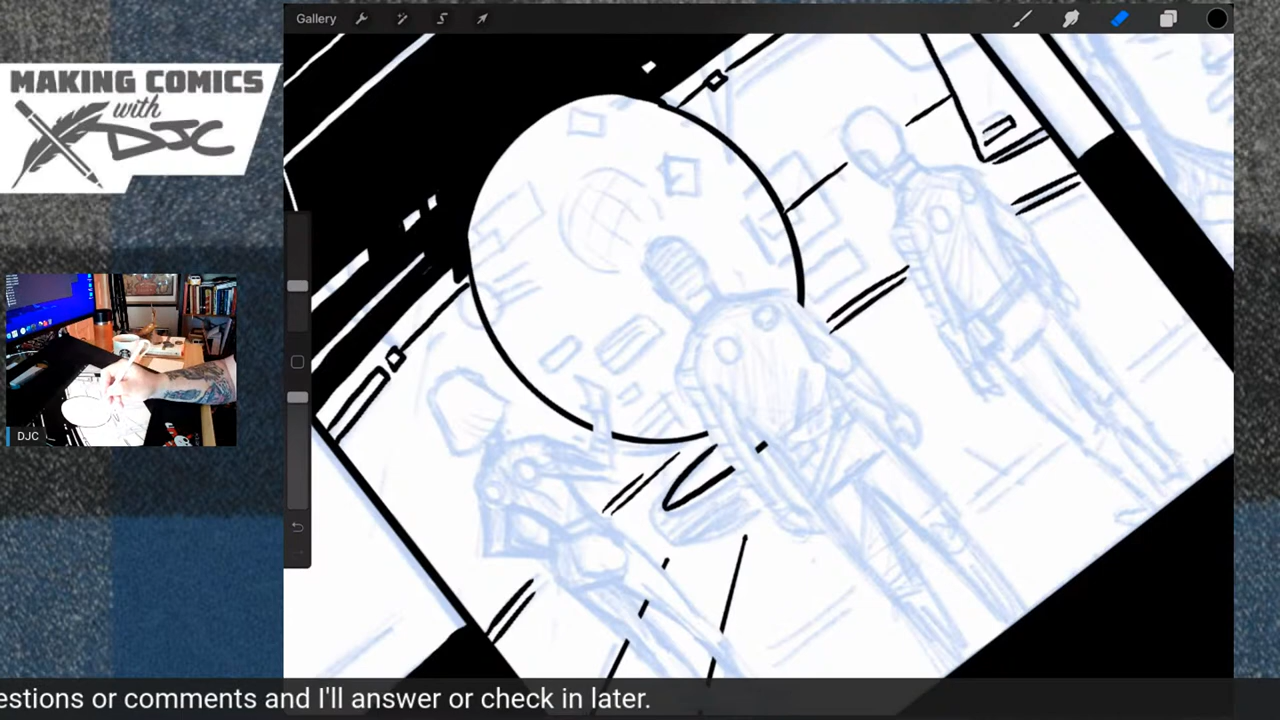 Gallery
MAKING COMICS
with
DJC
DJC
estions or comments and I'll answer or check in later.